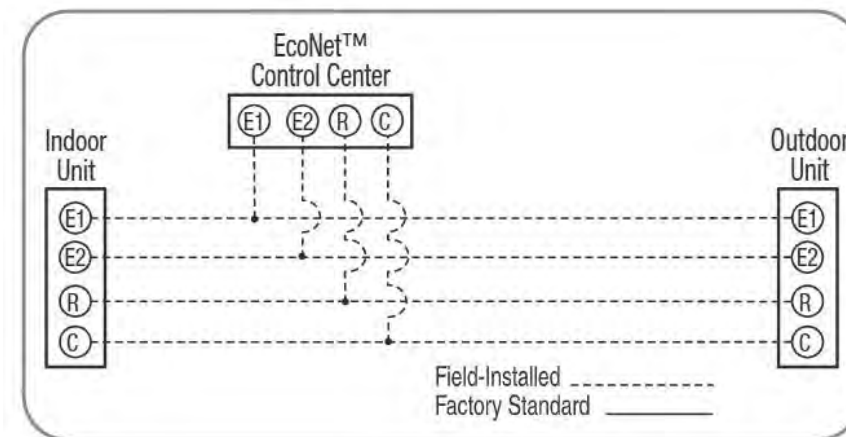 EcoNet™
Control Center
E1 E2 R C
Indoor
Unit
E1
E2
R
C
Outdoor
Unit
E1
E2
R
C
Field-Installed
Factory Standard